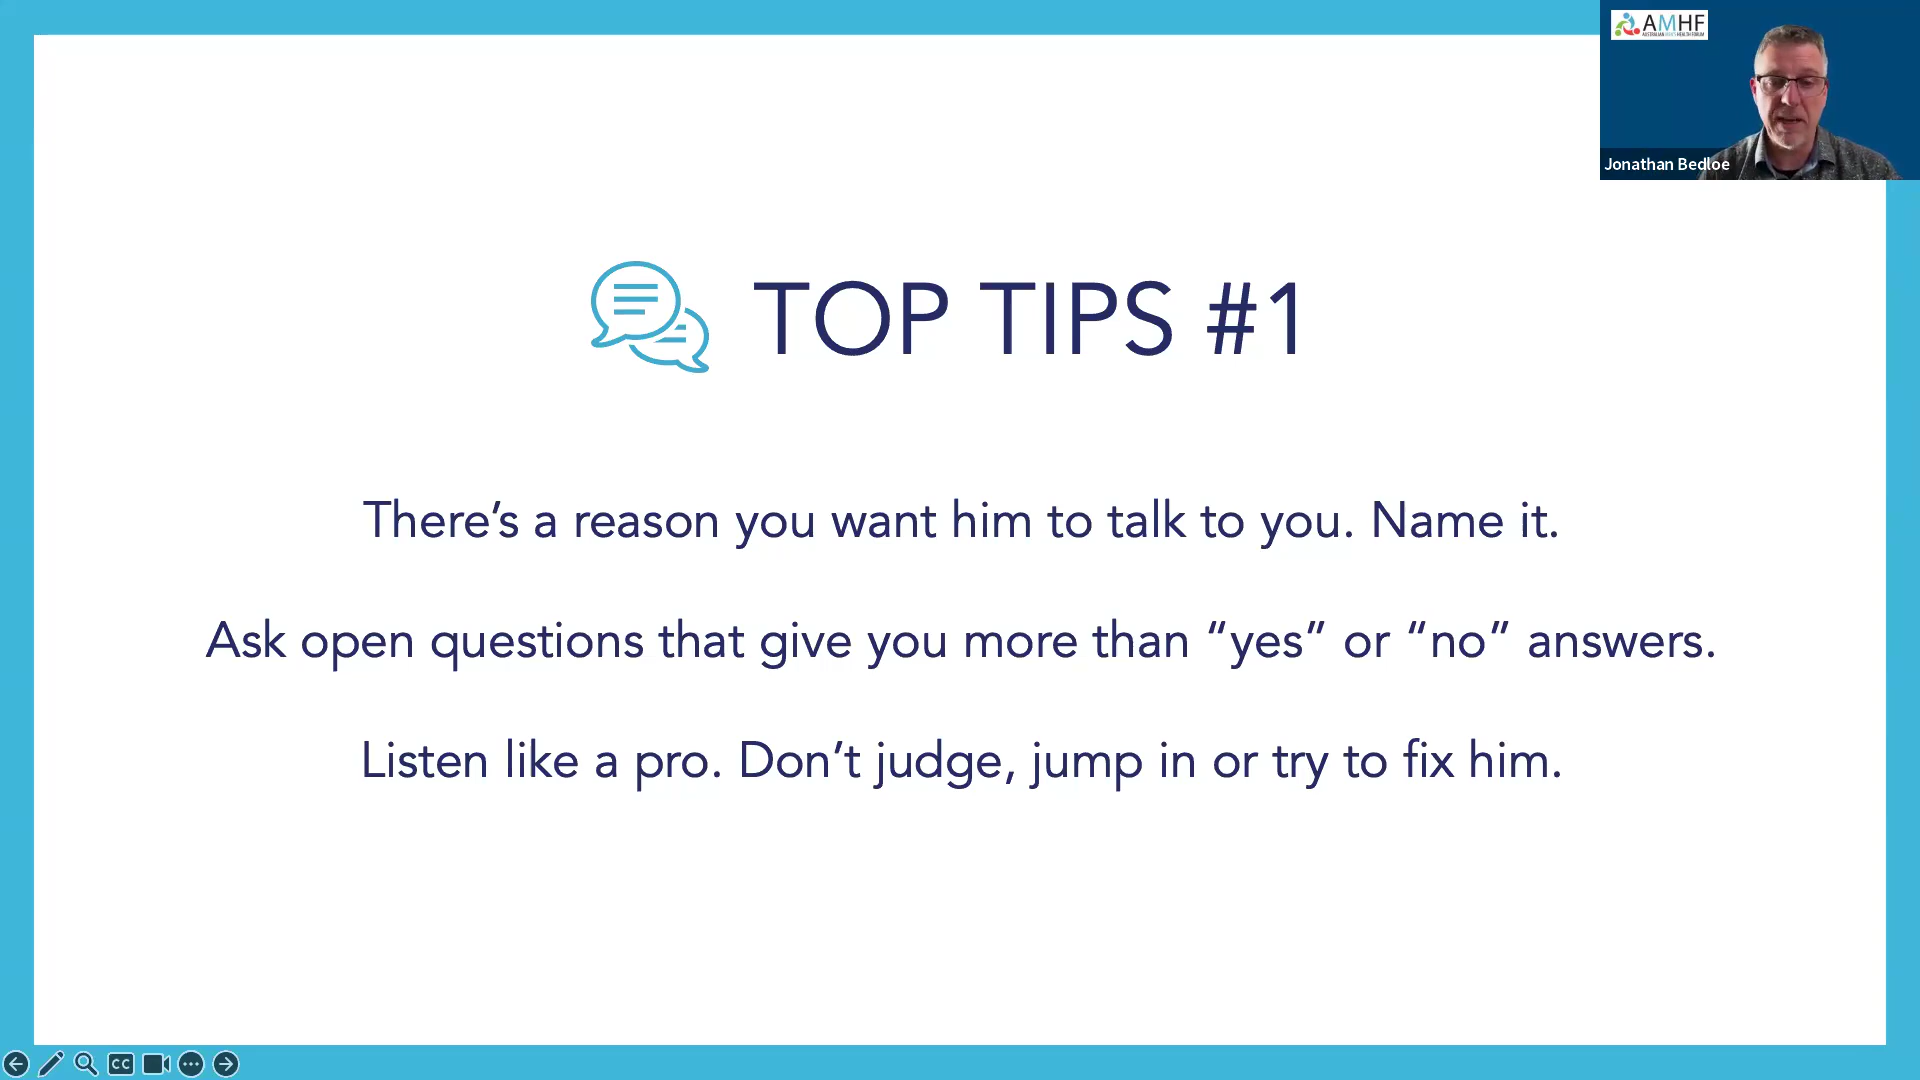 AMHF
AUSTRALIAN MEN'S HEALTH FORUM
Jonathan Bedloe
TOP TIPS #1
There’s a reason you want him to talk to you. Name it.
Ask open questions that give you more than “yes” or “no” answers.
Listen like a pro. Don’t judge, jump in or try to fix him.
CC